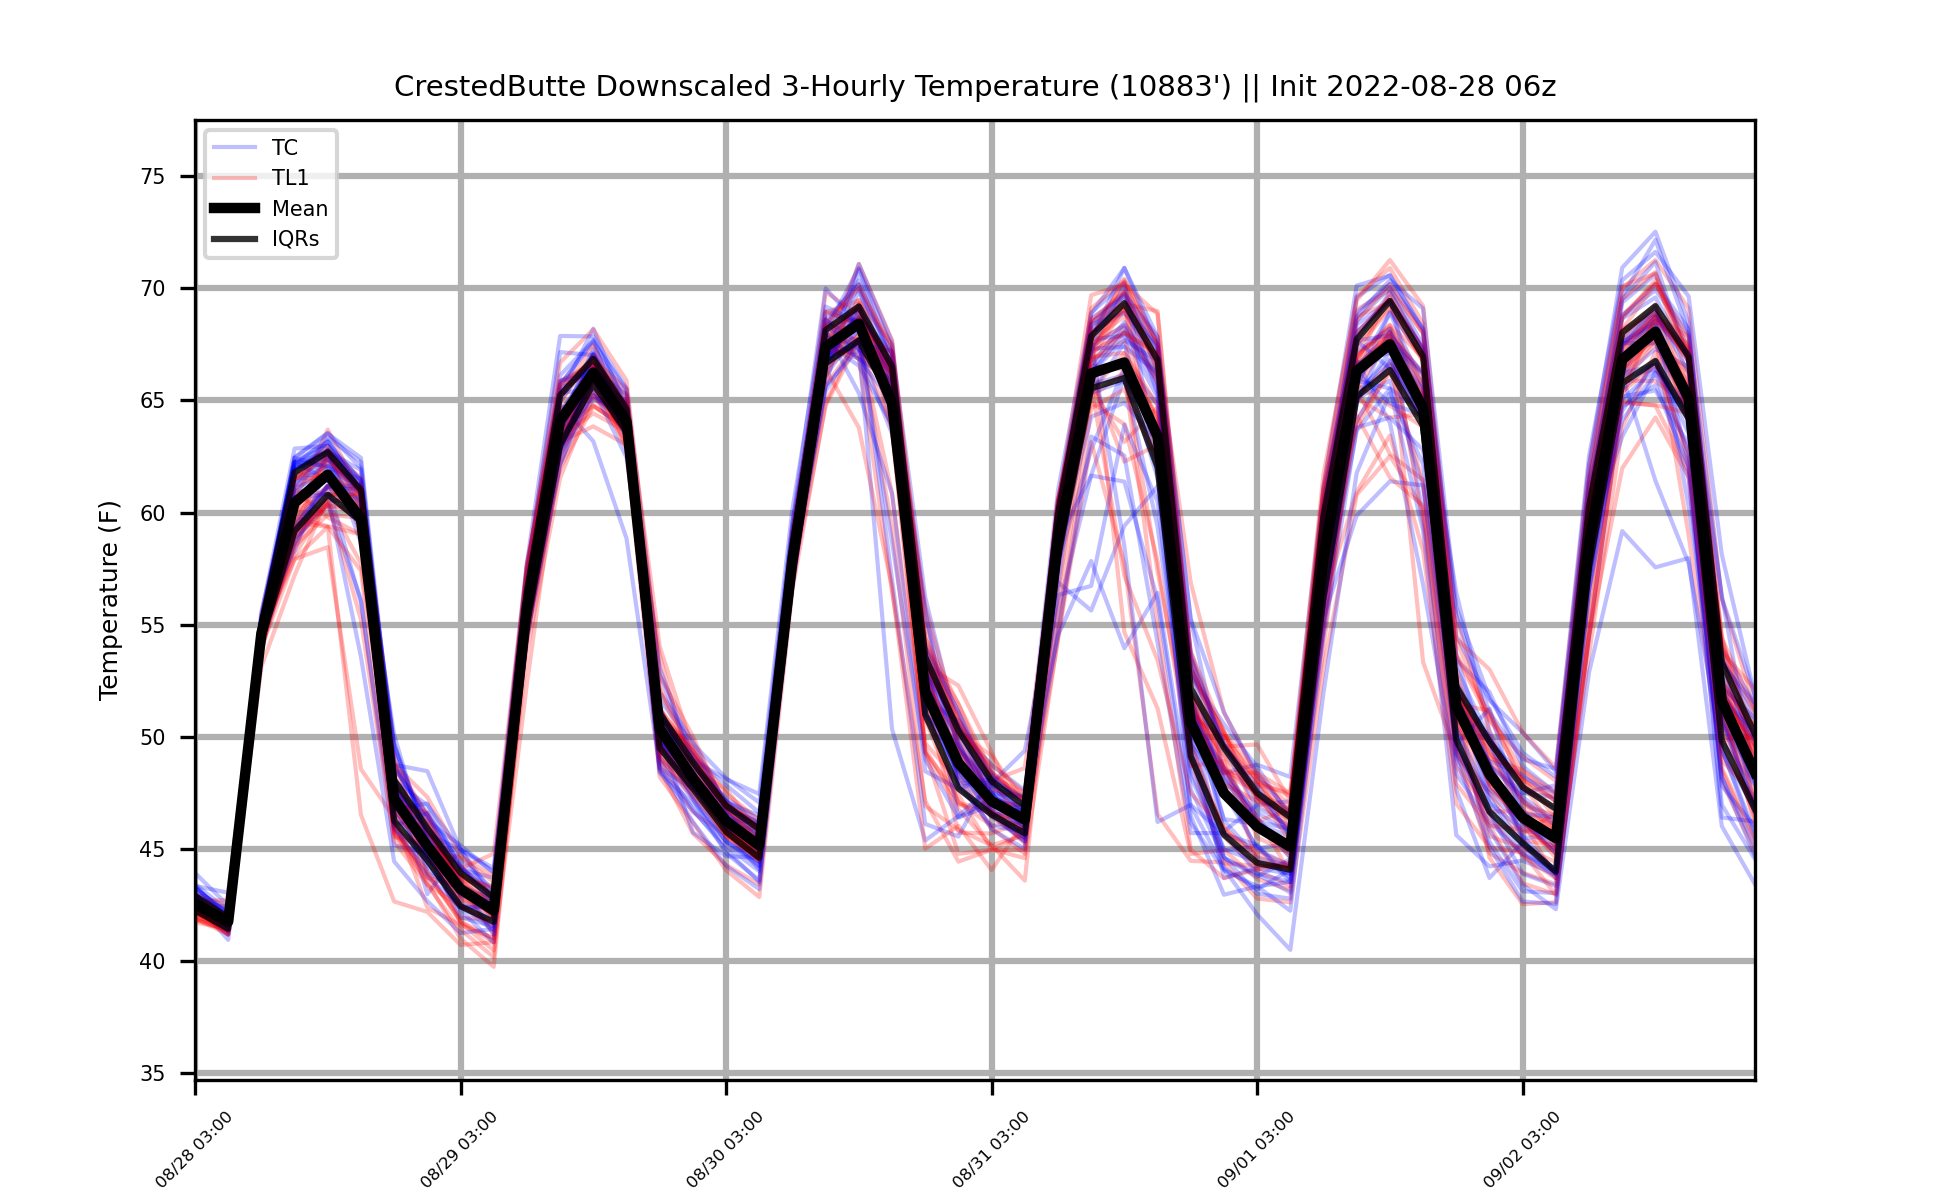 CrestedButte Downscaled 3-Hourly Temperature (10883') || Init 2022-08-28 06z
TC
TL1
Mean
IQRs
Temperature (F)
75
70
65
60
55
50
45
40
35
08/28 03:00
08/29 03:00
08/30 03:00
08/31 03:00
09/01 03:00
09/02 03:00